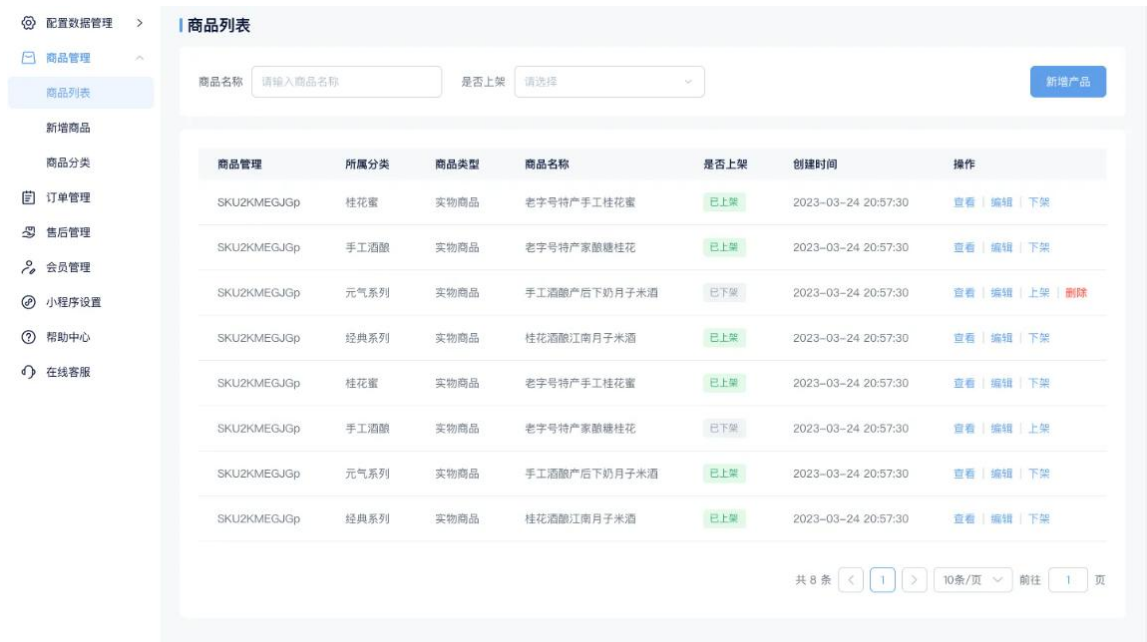 配置数据管理
商品管理
商品列表
新增商品
商品分类
订单管理
售后管理
会员管理
小程序设置
帮助中心
在线客服
商品列表
商品名称 请输入商品名称 是否上架 请选择 新增产品
商品管理 所属分类 商品类型 商品名称 是否上架 创建时间 操作
SKU2KMEGJGp 桂花蜜 实物商品 老字号特产手工桂花蜜 已上架 2023-03-24 20:57:30 查看 编辑 下架
SKU2KMEGJGp 手工酒酿 实物商品 老字号特产家酿糖桂花 已上架 2023-03-24 20:57:30 查看 编辑 下架
SKU2KMEGJGp 元气系列 实物商品 手工酒酿产后下奶月子米酒 已下架 2023-03-24 20:57:30 查看 编辑 上架 删除
SKU2KMEGJGp 经典系列 实物商品 桂花酒酿江南月子米酒 已上架 2023-03-24 20:57:30 查看 编辑 下架
SKU2KMEGJGp 桂花蜜 实物商品 老字号特产手工桂花蜜 已上架 2023-03-24 20:57:30 查看 编辑 下架
SKU2KMEGJGp 手工酒酿 实物商品 老字号特产家酿糖桂花 已下架 2023-03-24 20:57:30 查看 编辑 上架
SKU2KMEGJGp 元气系列 实物商品 手工酒酿产后下奶月子米酒 已上架 2023-03-24 20:57:30 查看 编辑 下架
SKU2KMEGJGp 经典系列 实物商品 桂花酒酿江南月子米酒 已上架 2023-03-24 20:57:30 查看 编辑 下架
共 8 条 1 10条/页 前往 1 页